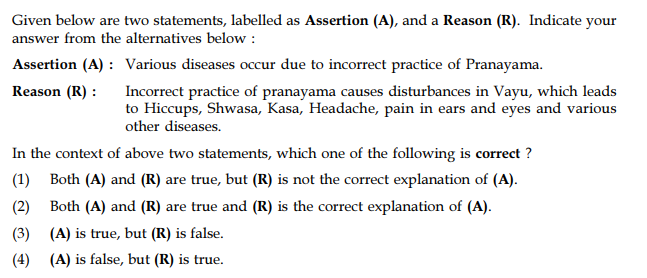 Given below are two statements, labelled as Assertion (A), and a Reason (R). Indicate your
answer from the alternatives below :
Assertion (A) : Various diseases occur due to incorrect practice of Pranayama.
Reason (R) : Incorrect practice of pranayama causes disturbances in Vayu, which leads
to Hiccups, Shwasa, Kasa, Headache, pain in ears and eyes and various
other diseases.
In the context of above two statements, which one of the following is correct ?
(1) Both (A) and (R) are true, but (R) is not the correct explanation of (A).
(2) Both (A) and (R) are true and (R) is the correct explanation of (A).
(3) (A) is true, but (R) is false.
(4) (A) is false, but (R) is true.